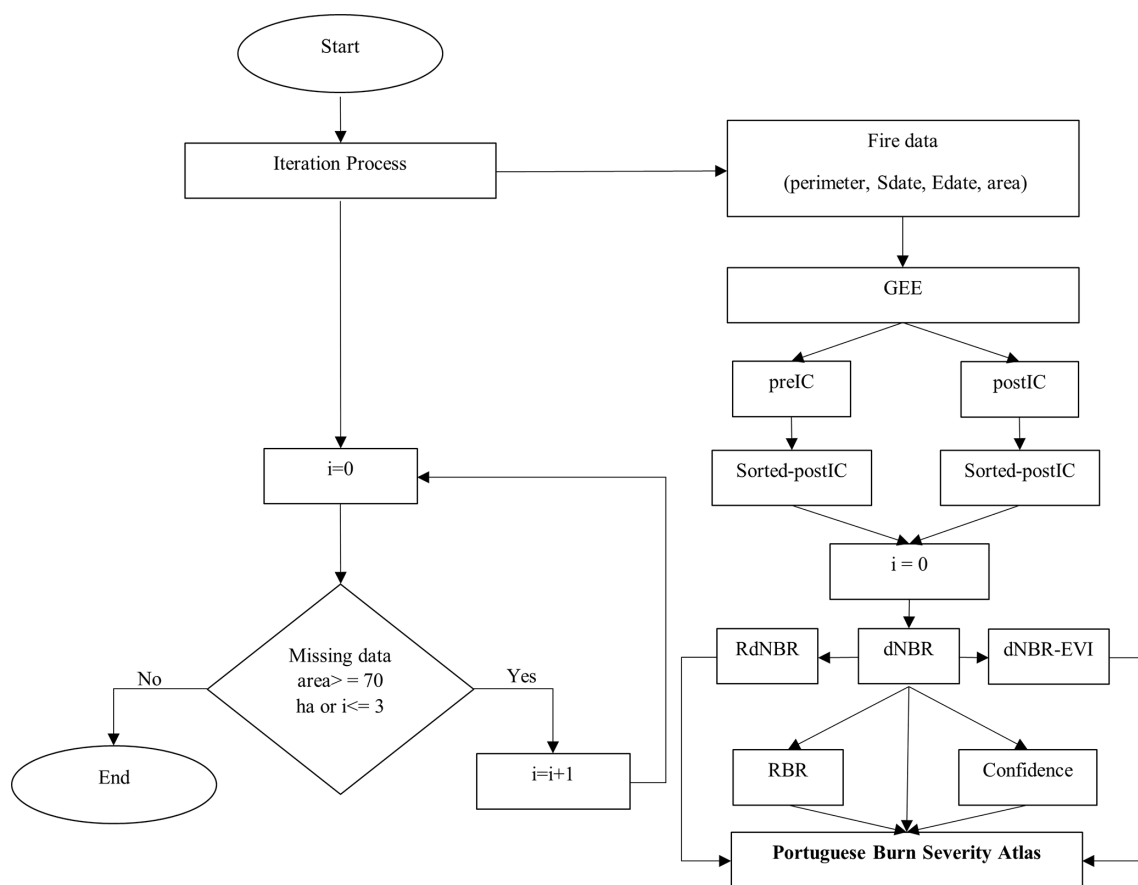 Start
Iteration Process
Fire data
(perimeter, Sdate, Edate, area)
GEE
preIC
postIC
i=0
Sorted-postIC
Sorted-postIC
i = 0
Missing data
area> = 70
ha or i<= 3
No
Yes
RdNBR
dNBR
dNBR-EVI
End
i=i+1
RBR
Confidence
Portuguese Burn Severity Atlas